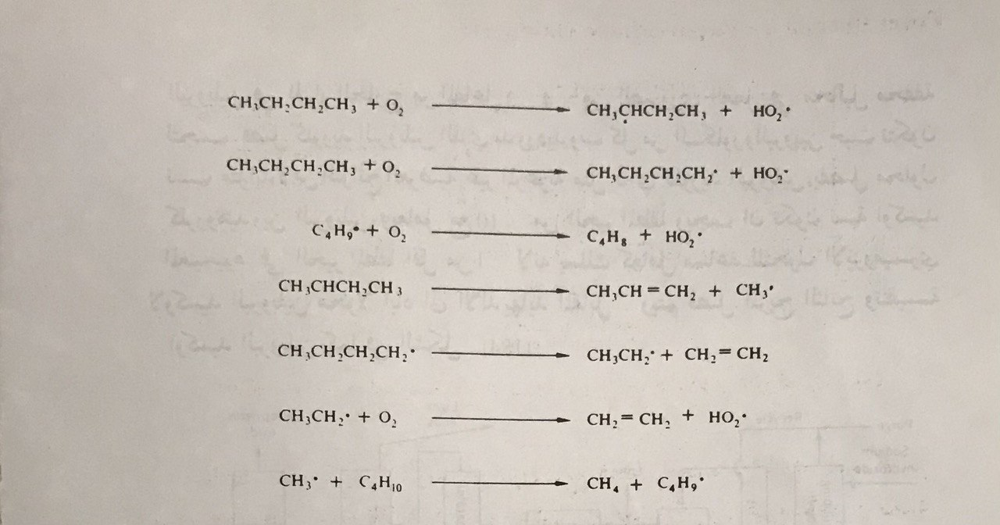 CH₃CH₂CH₂CH₃ + O₂ ⟶ CH₃ĊHCH₂CH₃ + HO₂•
CH₃CH₂CH₂CH₃ + O₂ ⟶ CH₃CH₂CH₂CH₂• + HO₂•
C₄H₉• + O₂ ⟶ C₄H₈ + HO₂•
CH₃CHCH₂CH₃ ⟶ CH₃CH=CH₂ + CH₃•
CH₃CH₂CH₂CH₂• ⟶ CH₃CH₂• + CH₂=CH₂
CH₃CH₂• + O₂ ⟶ CH₂=CH₂ + HO₂•
CH₃• + C₄H₁₀ ⟶ CH₄ + C₄H₉•